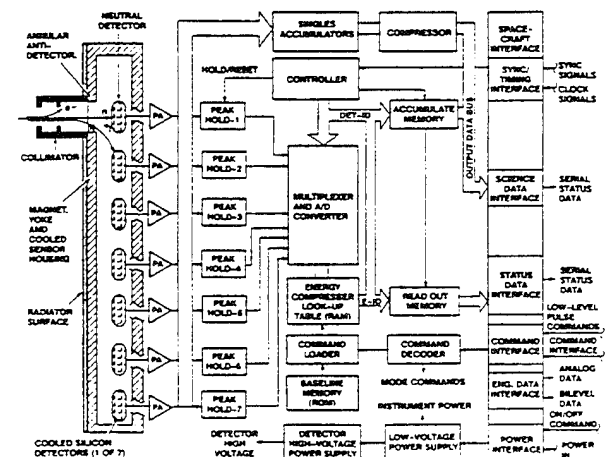 NEUTRAL
DETECTOR
ANNULAR
ANTI-
DETECTOR
COLLIMATOR
MAGNET,
YOKE
AND
COOLED
SENSOR
HOUSING
RADIATOR
SURFACE
COOLED SILICON
DETECTORS (1 OF 7)
PA
PA
PA
PA
PA
PA
PA
HOLD/RESET
PEAK
HOLD-1
PEAK
HOLD-2
PEAK
HOLD-3
PEAK
HOLD-4
PEAK
HOLD-5
PEAK
HOLD-6
PEAK
HOLD-7
SINGLES
ACCUMULATORS
COMPRESSOR
CONTROLLER
DET-ID
ACCUMULATE
MEMORY
OUTPUT DATA BUS
MULTIPLEXER
AND A/D
CONVERTER
ENERGY
COMPRESSER
LOOK-UP
TABLE (RAM)
E-ID
READ OUT
MEMORY
COMMAND
LOADER
COMMAND
DECODER
BASELINE
MEMORY
(ROM)
MODE COMMANDS
INSTRUMENT POWER
DETECTOR
HIGH
VOLTAGE
DETECTOR
HIGH-VOLTAGE
POWER SUPPLY
LOW-VOLTAGE
POWER SUPPLY
SPACE-
CRAFT
INTERFACE
SYNC/
TIMING
INTERFACE
SYNC
SIGNALS
CLOCK
SIGNALS
SCIENCE
DATA
INTERFACE
SERIAL
STATUS
DATA
STATUS
DATA
INTERFACE
SERIAL
STATUS
DATA
LOW-LEVEL
PULSE
COMMANDS
COMMAND
INTERFACE
COMMAND
INTERFACE
ENG. DATA
INTERFACE
ANALOG
DATA
BILEVEL
DATA
ON/OFF
COMMAND
POWER
INTERFACE
POWER
IN